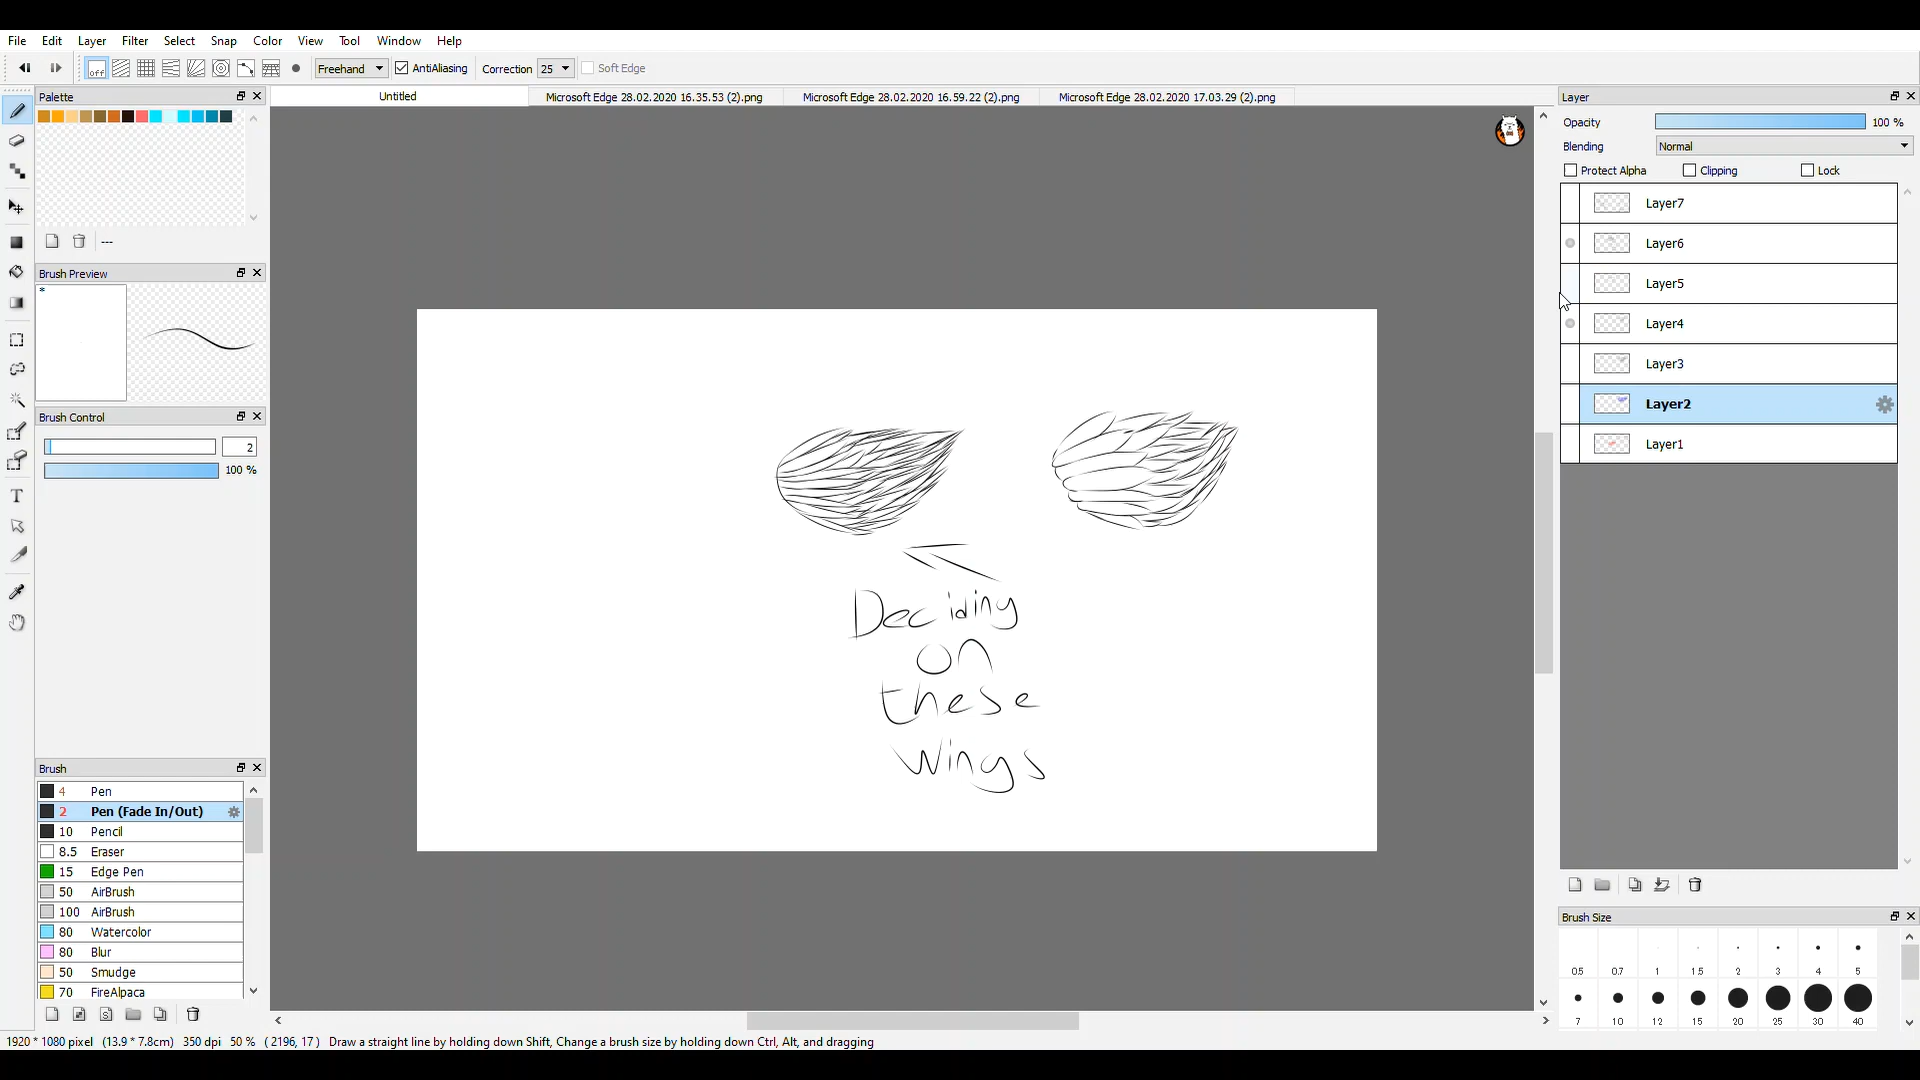 File Edit Layer Filter Select Snap Color View Tool Window Help
off Freehand AntiAliasing Correction 25 Soft Edge
Palette
---
Brush Preview
*
Brush Control
2
100 %
Brush
4 Pen
2 Pen (Fade In/Out)
10 Pencil
8.5 Eraser
15 Edge Pen
50 AirBrush
100 AirBrush
80 Watercolor
80 Blur
50 Smudge
70 FireAlpaca
Untitled Microsoft Edge 28.02.2020 16.35.53 (2).png Microsoft Edge 28.02.2020 16.59.22 (2).png Microsoft Edge 28.02.2020 17.03.29 (2).png
Deciding
on
these
wings
Layer
Opacity 100 %
Blending Normal
Protect Alpha Clipping Lock
Layer7
Layer6
Layer5
Layer4
Layer3
Layer2
Layer1
Brush Size
0.5 0.7 1 1.5 2 3 4 5
7 10 12 15 20 25 30 40
1920 * 1080 pixel (13.9 * 7.8cm) 350 dpi 50 % ( 2196, 17 ) Draw a straight line by holding down Shift, Change a brush size by holding down Ctrl, Alt, and dragging